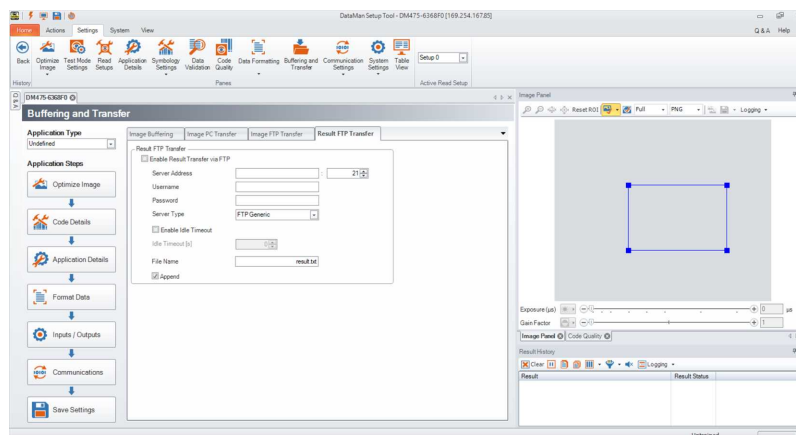 DataMan Setup Tool - DM475-6368F0 [169.254.167.85]
Home Actions Settings System View
Q & A Help
Back Optimize Image Test Mode Settings Read Setups Application Details Symbology Settings Data Validation Code Quality Data Formatting Buffering and Transfer Communication Settings System Settings Table View
Setup 0
History Panes Active Read Setup
Q & A
DM475-6368F0
Buffering and Transfer
Application Type
Undefined
Application Steps
Optimize Image
Code Details
Application Details
Format Data
Inputs / Outputs
Communications
Save Settings
Image Buffering Image PC Transfer Image FTP Transfer Result FTP Transfer
Result FTP Transfer
Enable Result Transfer via FTP
Server Address : 21
Username
Password
Server Type FTP Generic
Enable Idle Timeout
Idle Timeout [s] 0
File Name result.txt
Append
Image Panel
Reset ROI Full PNG Logging
Exposure (µs) 0 µs
Gain Factor 1
Image Panel Code Quality
Result History
Clear Logging
Result Result Status